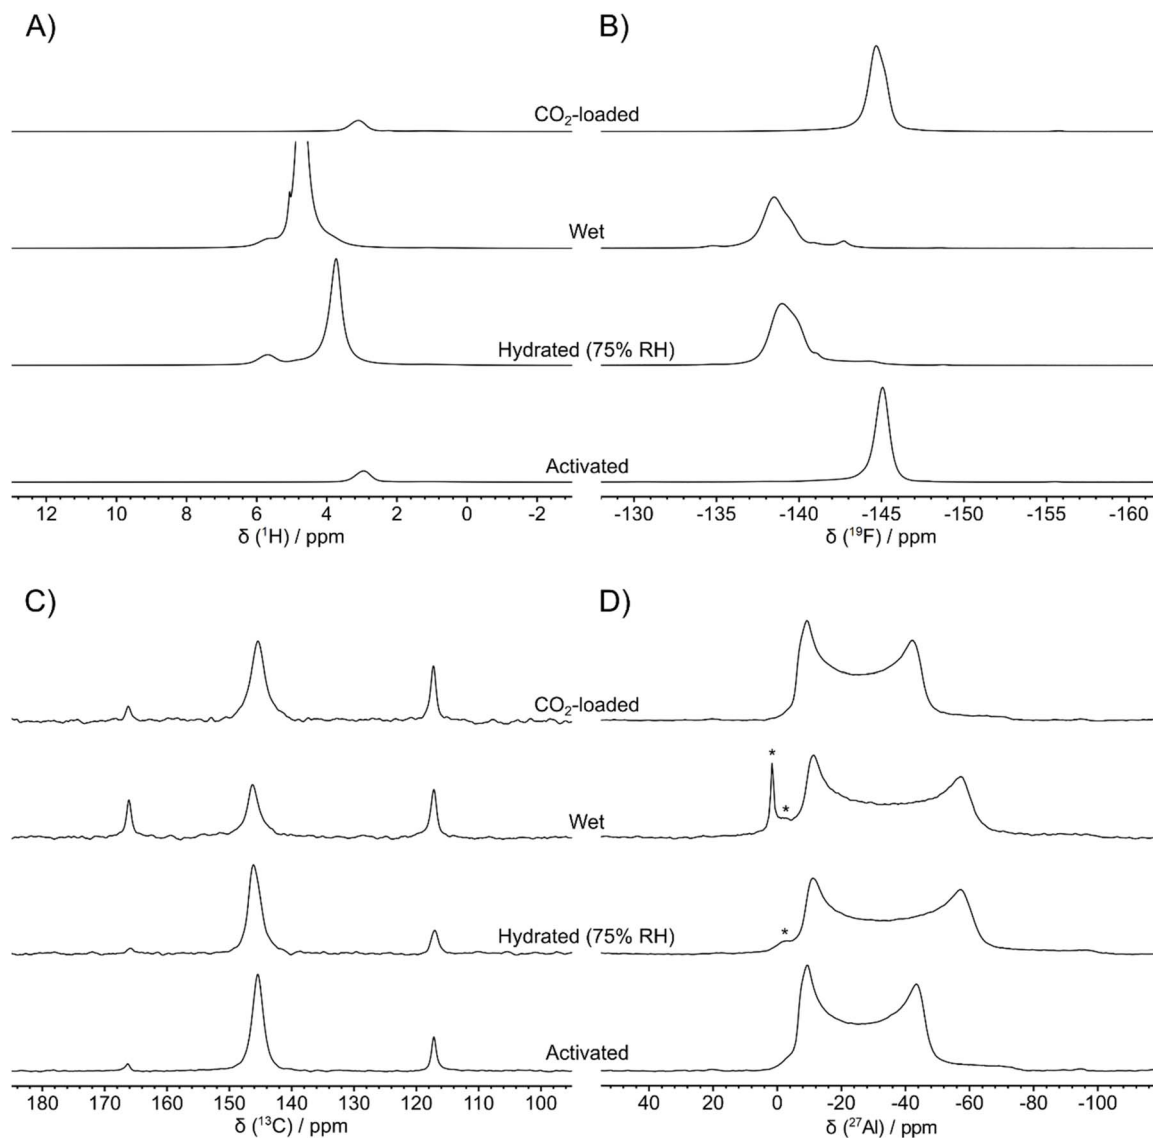 A)
B)
CO₂-loaded
Wet
Hydrated (75% RH)
Activated
12 10 8 6 4 2 0 -2
δ (¹H) / ppm
-130 -135 -140 -145 -150 -155 -160
δ (¹⁹F) / ppm
C)
D)
CO₂-loaded
*
Wet
*
Hydrated (75% RH)
*
Activated
180 170 160 150 140 130 120 110 100
δ (¹³C) / ppm
40 20 0 -20 -40 -60 -80 -100
δ (²⁷Al) / ppm